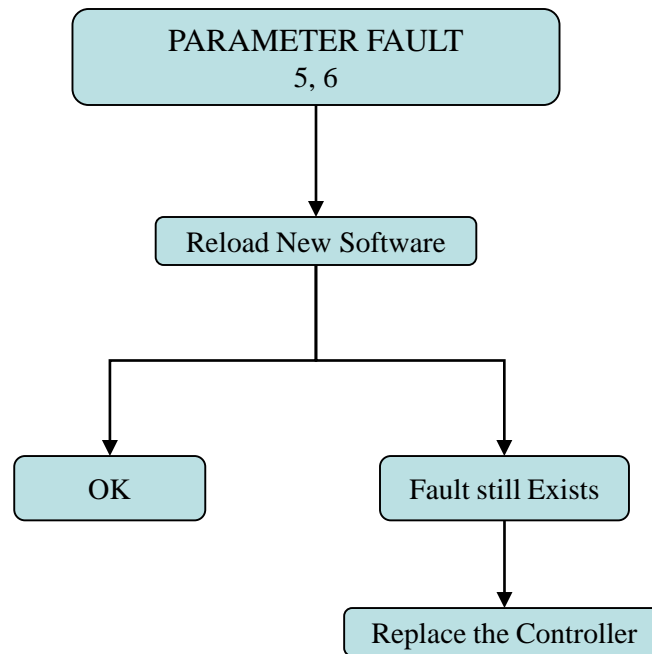 PARAMETER FAULT
5, 6
Reload New Software
OK
Fault still Exists
Replace the Controller